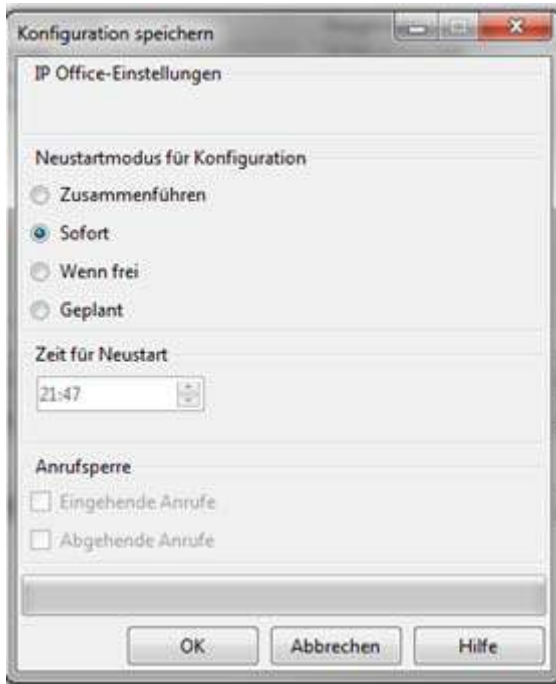 Konfiguration speichern
IP Office-Einstellungen
Neustartmodus für Konfiguration
Zusammenführen
Sofort
Wenn frei
Geplant
Zeit für Neustart
21:47
Anrufsperre
Eingehende Anrufe
Abgehende Anrufe
OK Abbrechen Hilfe